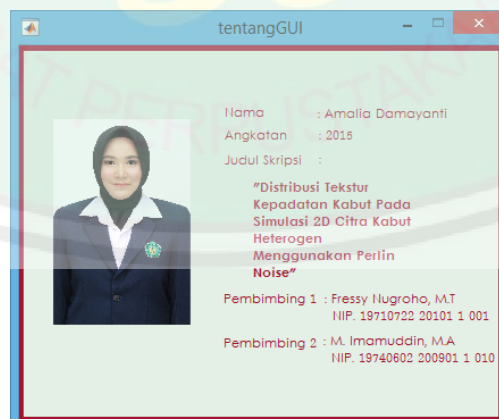 tentangGUI
Nama : Amalia Damayanti
Angkatan : 2015
Judul Skripsi :
"Distribusi Tekstur
Kepadatan Kabut Pada
Simulasi 2D Citra Kabut
Heterogen
Menggunakan Perlin
Noise"
Pembimbing 1 : Fressy Nugroho, M.T
NIP. 19710722 20101 1 001
Pembimbing 2 : M. Imamuddin, M.A
NIP. 19740602 200901 1 010